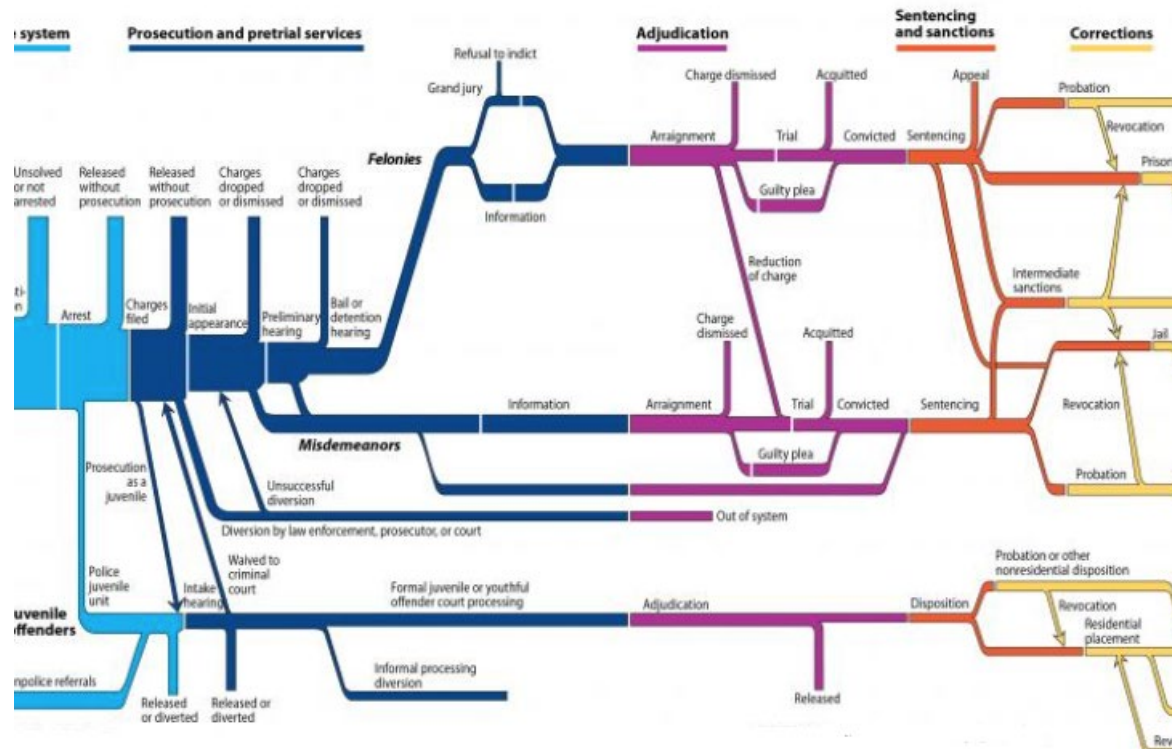 e system
Prosecution and pretrial services
Adjudication
Sentencing
and sanctions
Corrections
Refusal to indict
Grand jury
Felonies
Information
Unsolved
or not
arrested
Released
without
prosecution
Released
without
prosecution
Charges
dropped
or dismissed
Charges
dropped
or dismissed
ti-
on
Arrest
Charges
filed
Initial
appearance
Preliminary
hearing
Bail or
detention
hearing
Charge dismissed
Acquitted
Appeal
Probation
Arraignment
Trial
Convicted
Sentencing
Revocation
Prison
Guilty plea
Reduction
of charge
Intermediate
sanctions
Charge
dismissed
Acquitted
Jail
Misdemeanors
Information
Arraignment
Trial
Convicted
Sentencing
Revocation
Guilty plea
Probation
Prosecution
as a
juvenile
Unsuccessful
diversion
Out of system
Diversion by law enforcement, prosecutor, or court
Police
juvenile
unit
Intake
hearing
Waived to
criminal
court
Formal juvenile or youthful
offender court processing
Adjudication
Disposition
Probation or other
nonresidential disposition
Revocation
Residential
placement
uvenile
offenders
npolice referrals
Released
or diverted
Released or
diverted
Informal processing
diversion
Released
Rev